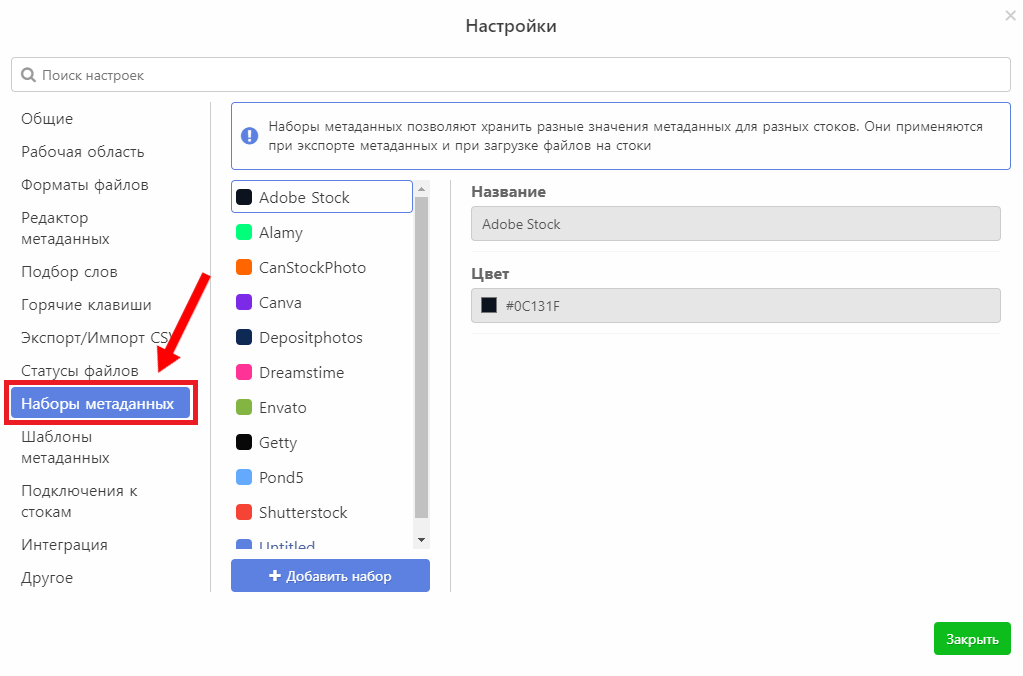 Настройки
Поиск настроек
Общие
Рабочая область
Форматы файлов
Редактор
метаданных
Подбор слов
Горячие клавиши
Экспорт/Импорт CSV
Статусы файлов
Наборы метаданных
Шаблоны
метаданных
Подключения к
стокам
Интеграция
Другое
Наборы метаданных позволяют хранить разные значения метаданных для разных стоков. Они применяются
при экспорте метаданных и при загрузке файлов на стоки
Adobe Stock
Alamy
CanStockPhoto
Canva
Depositphotos
Dreamstime
Envato
Getty
Pond5
Shutterstock
Untitled
Добавить набор
Название
Adobe Stock
Цвет
#0C131F
Закрыть